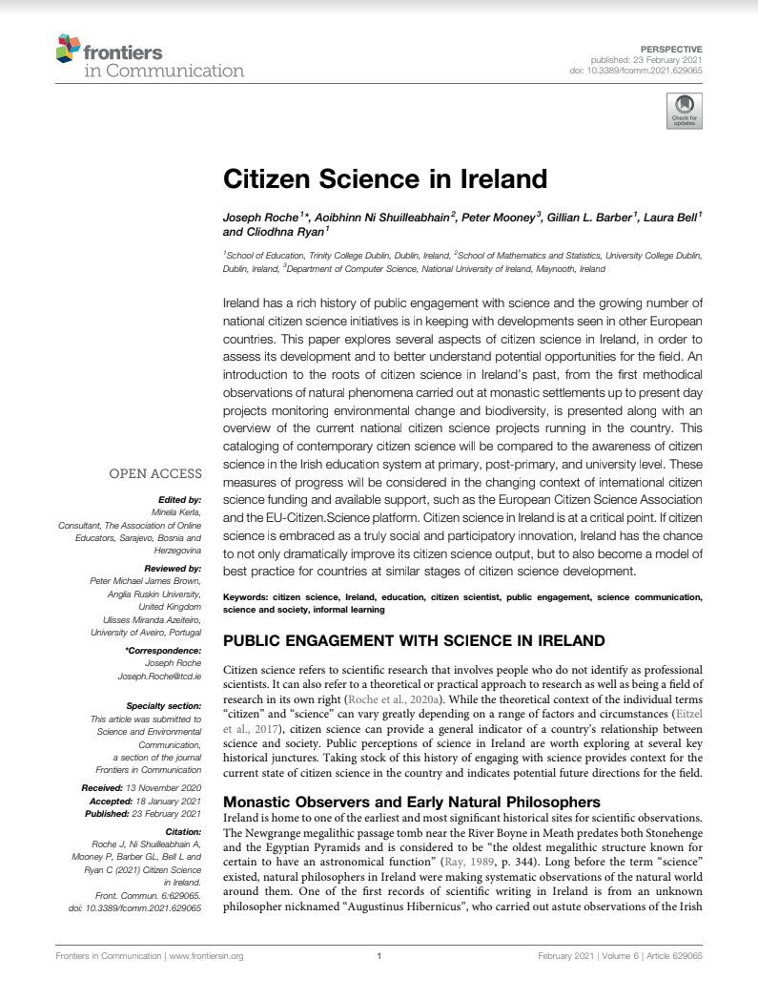 frontiers
in Communication
PERSPECTIVE
published: 23 February 2021
doi: 10.3389/fcomm.2021.629065
Check for
updates
Citizen Science in Ireland
Joseph Roche 1*, Aoibhinn Ni Shuilleabhain 2, Peter Mooney 3, Gillian L. Barber 1, Laura Bell 1
and Cliodhna Ryan 1
1School of Education, Trinity College Dublin, Dublin, Ireland, 2School of Mathematics and Statistics, University College Dublin,
Dublin, Ireland, 3Department of Computer Science, National University of Ireland, Maynooth, Ireland
Ireland has a rich history of public engagement with science and the growing number of
national citizen science initiatives is in keeping with developments seen in other European
countries. This paper explores several aspects of citizen science in Ireland, in order to
assess its development and to better understand potential opportunities for the field. An
introduction to the roots of citizen science in Ireland's past, from the first methodical
observations of natural phenomena carried out at monastic settlements up to present day
projects monitoring environmental change and biodiversity, is presented along with an
overview of the current national citizen science projects running in the country. This
cataloging of contemporary citizen science will be compared to the awareness of citizen
science in the Irish education system at primary, post-primary, and university level. These
measures of progress will be considered in the changing context of international citizen
science funding and available support, such as the European Citizen Science Association
and the EU-Citizen.Science platform. Citizen science in Ireland is at a critical point. If citizen
science is embraced as a truly social and participatory innovation, Ireland has the chance
to not only dramatically improve its citizen science output, but to also become a model of
best practice for countries at similar stages of citizen science development.
Keywords: citizen science, Ireland, education, citizen scientist, public engagement, science communication,
science and society, informal learning
OPEN ACCESS
Edited by:
Minela Kerla,
Consultant, The Association of Online
Educators, Sarajevo, Bosnia and
Herzegovina
Reviewed by:
Peter Michael James Brown,
Anglia Ruskin University,
United Kingdom
Ulisses Miranda Azeiteiro,
University of Aveiro, Portugal
*Correspondence:
Joseph Roche
Joseph.Roche@tcd.ie
Specialty section:
This article was submitted to
Science and Environmental
Communication,
a section of the journal
Frontiers in Communication
Received: 13 November 2020
Accepted: 18 January 2021
Published: 23 February 2021
Citation:
Roche J, Ni Shuilleabhain A,
Mooney P, Barber GL, Bell L and
Ryan C (2021) Citizen Science
in Ireland.
Front. Commun. 6:629065.
doi: 10.3389/fcomm.2021.629065
PUBLIC ENGAGEMENT WITH SCIENCE IN IRELAND
Citizen science refers to scientific research that involves people who do not identify as professional
scientists. It can also refer to a theoretical or practical approach to research as well as being a field of
research in its own right (Roche et al., 2020a). While the theoretical context of the individual terms
“citizen” and “science” can vary greatly depending on a range of factors and circumstances (Eitzel
et al., 2017), citizen science can provide a general indicator of a country’s relationship between
science and society. Public perceptions of science in Ireland are worth exploring at several key
historical junctures. Taking stock of this history of engaging with science provides context for the
current state of citizen science in the country and indicates potential future directions for the field.
Monastic Observers and Early Natural Philosophers
Ireland is home to one of the earliest and most significant historical sites for scientific observations.
The Newgrange megalithic passage tomb near the River Boyne in Meath predates both Stonehenge
and the Egyptian Pyramids and is considered to be “the oldest megalithic structure known for
certain to have an astronomical function” (Ray, 1989, p. 344). Long before the term “science”
existed, natural philosophers in Ireland were making systematic observations of the natural world
around them. One of the first records of scientific writing in Ireland is from an unknown
philosopher nicknamed “Augustinus Hibernicus”, who carried out astute observations of the Irish
Frontiers in Communication | www.frontiersin.org
1
February 2021 | Volume 6 | Article 629065